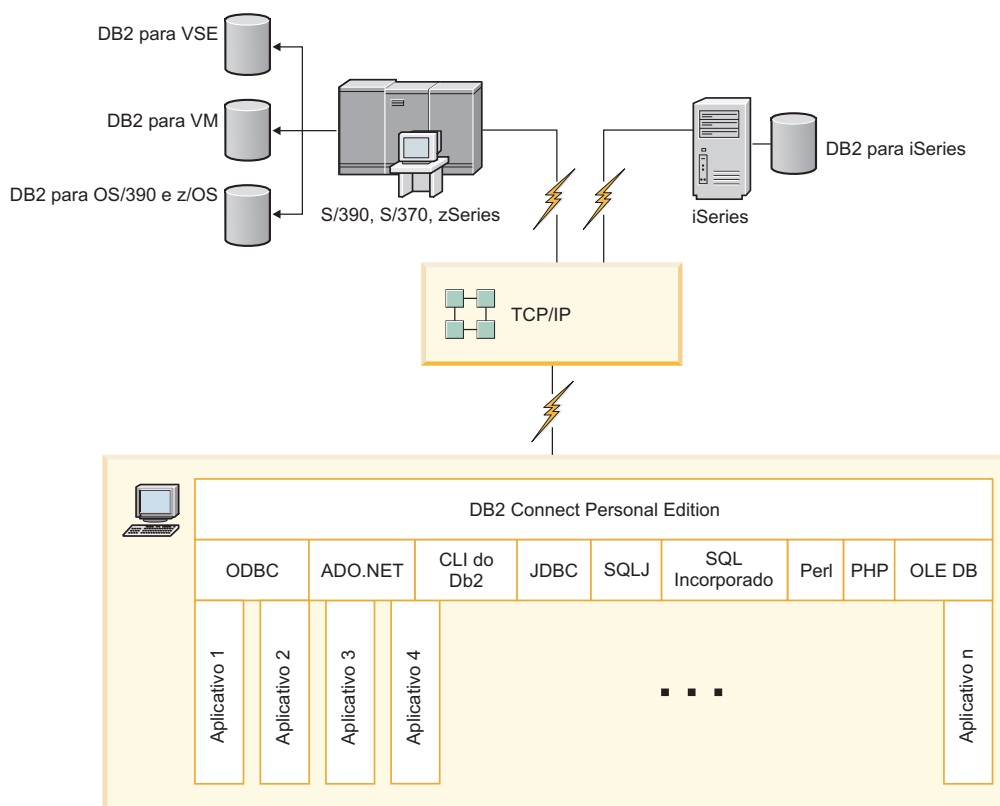 DB2 para VSE
DB2 para VM
DB2 para OS/390 e z/OS
S/390, S/370, zSeries
iSeries
DB2 para iSeries
TCP/IP
DB2 Connect Personal Edition
ODBC
ADO.NET
CLI do
Db2
JDBC
SQLJ
SQL
Incorporado
Perl
PHP
OLE DB
Aplicativo 1
Aplicativo 2
Aplicativo 3
Aplicativo 4
...
Aplicativo n